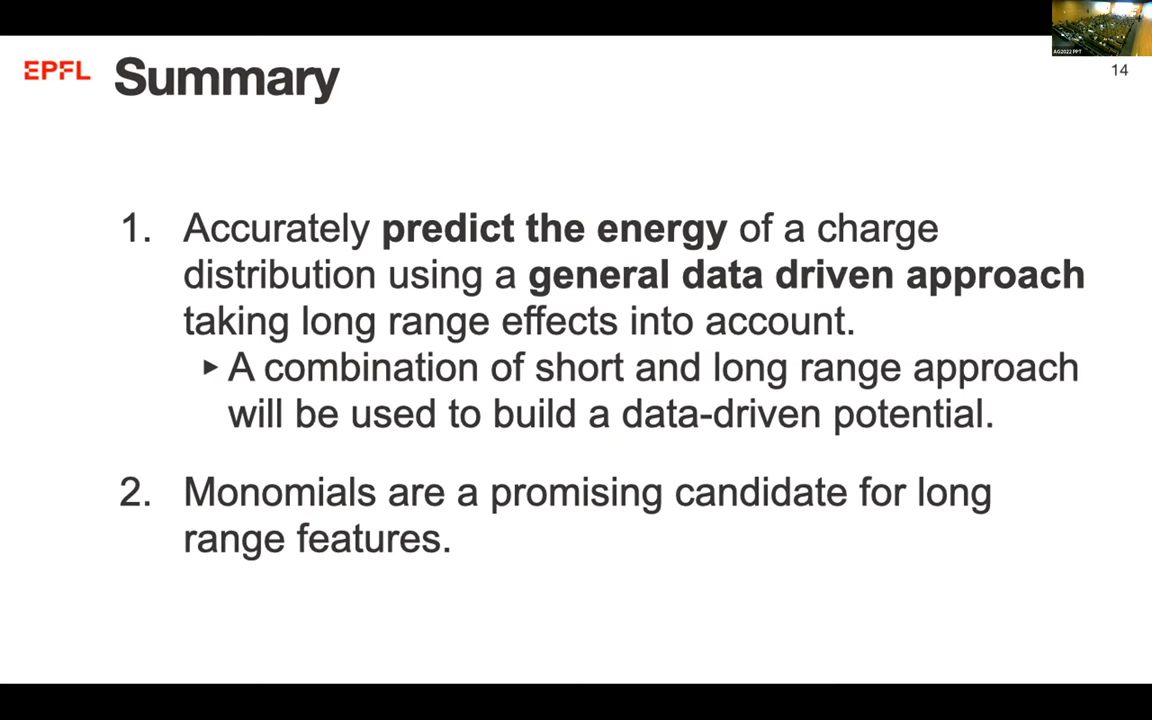 AG2022 PPT
14
EPFL Summary
1. Accurately predict the energy of a charge
distribution using a general data driven approach
taking long range effects into account.
‣ A combination of short and long range approach
will be used to build a data-driven potential.
2. Monomials are a promising candidate for long
range features.